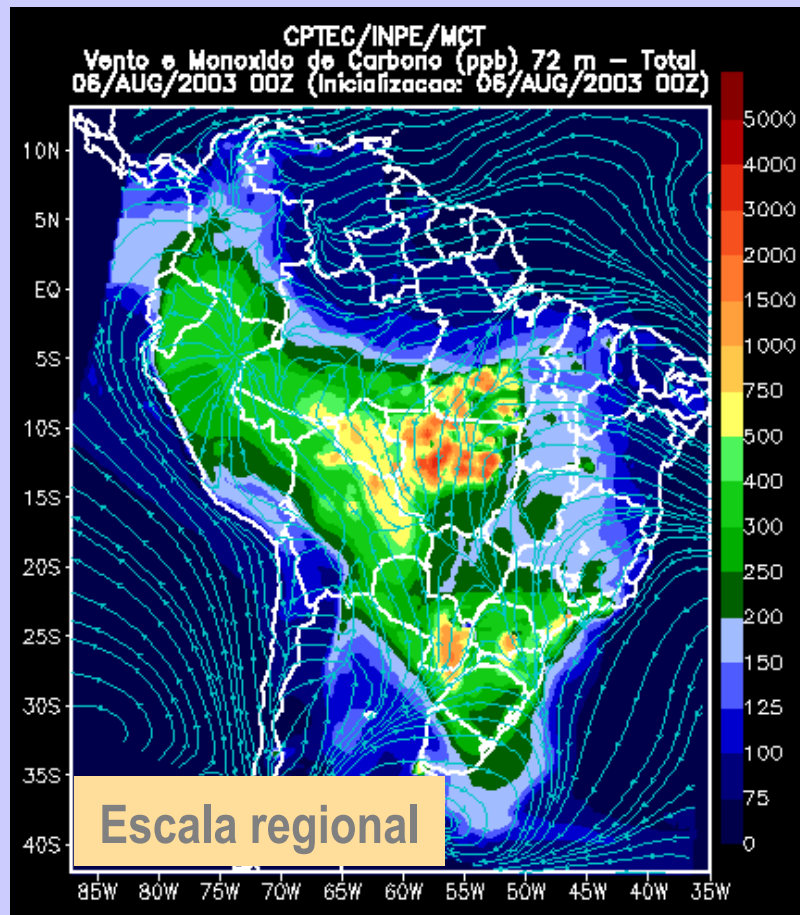 CPTEC/INPE/MCT
Vento e Monoxido de Carbono (ppb) 72 m — Total
06/AUG/2003 00Z (Inicializacao: 06/AUG/2003 00Z)
10N
5N
EQ
5S
10S
15S
20S
25S
30S
35S
40S
5000
4000
3000
2000
1500
1000
750
500
400
300
250
200
150
125
100
75
0
Escala regional
85W 80W 75W 70W 65W 60W 55W 50W 45W 40W 35W